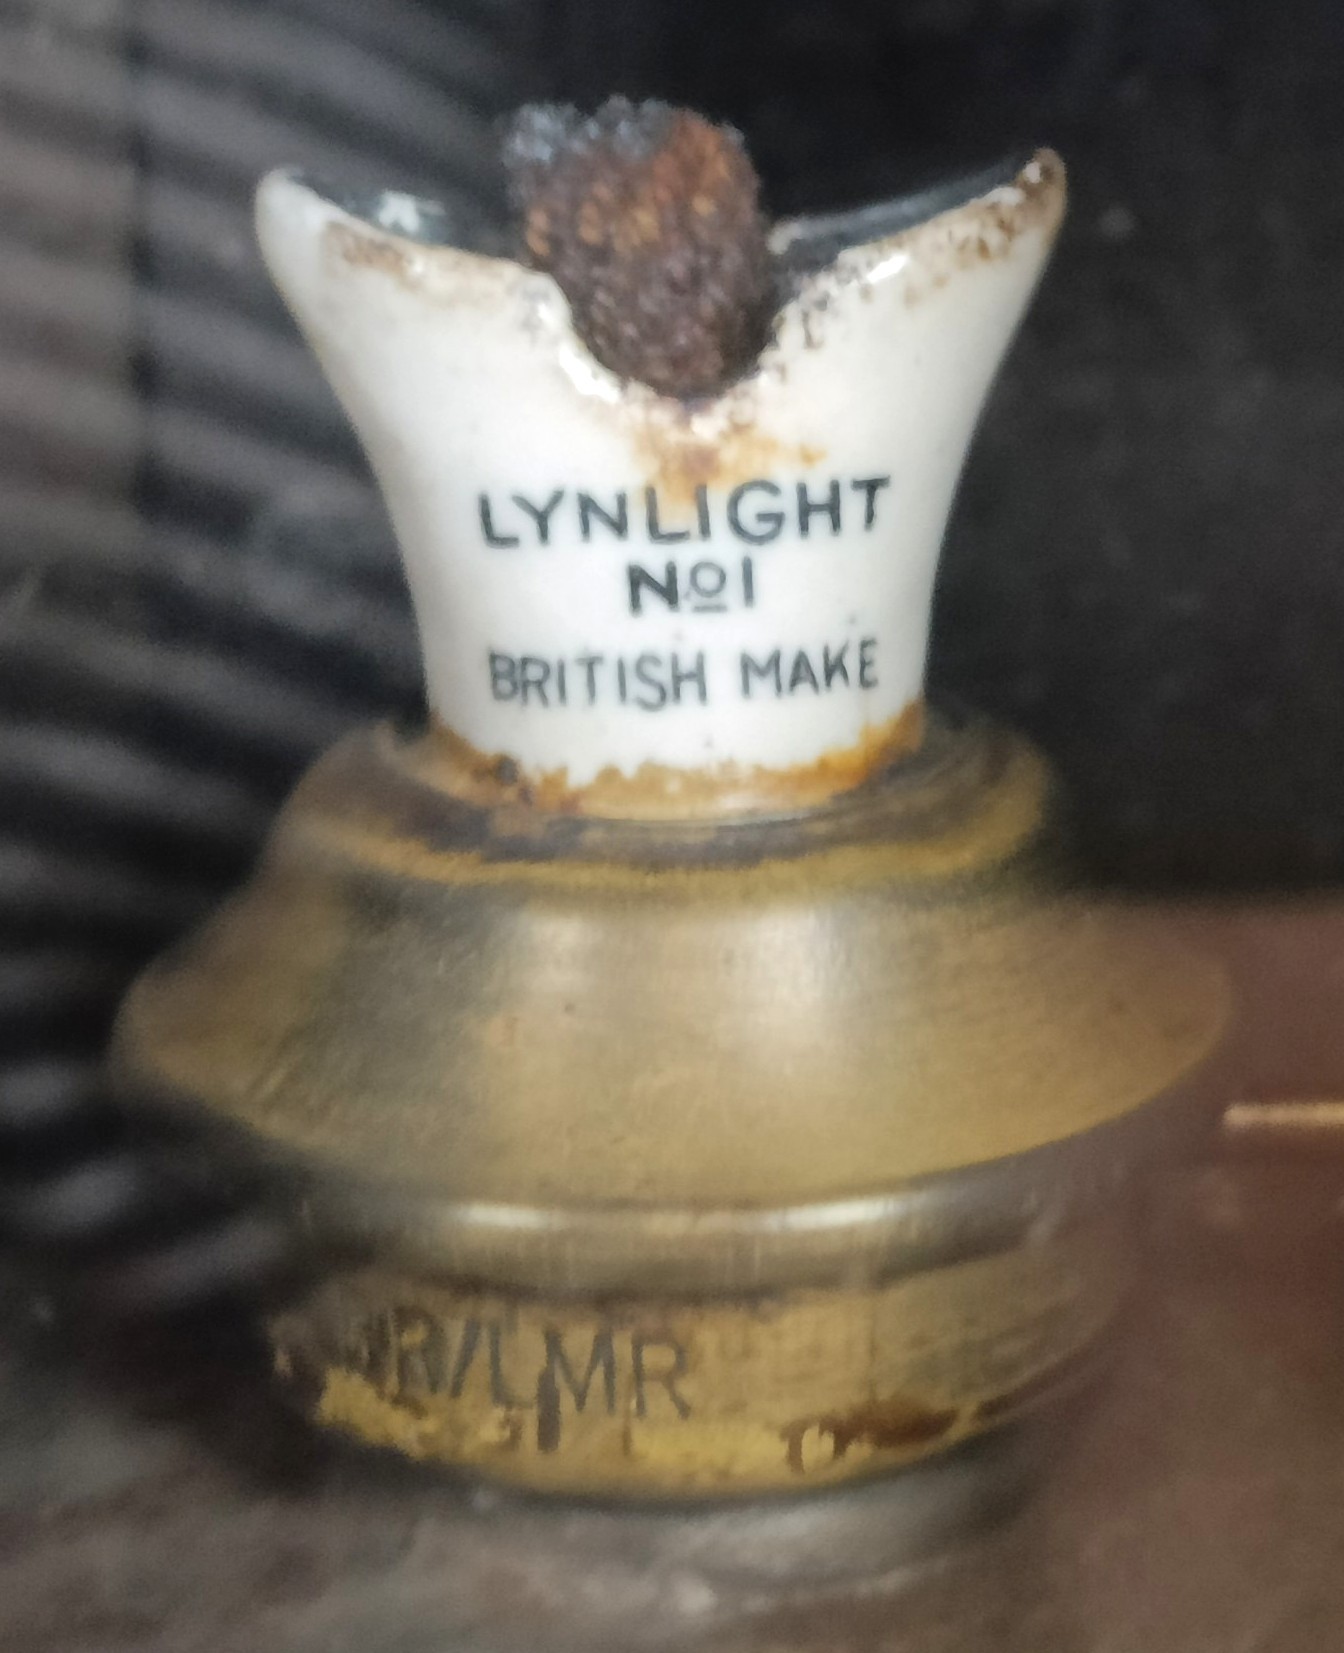 LYNLIGHT
No1
BRITISH MAKE
R/LMR